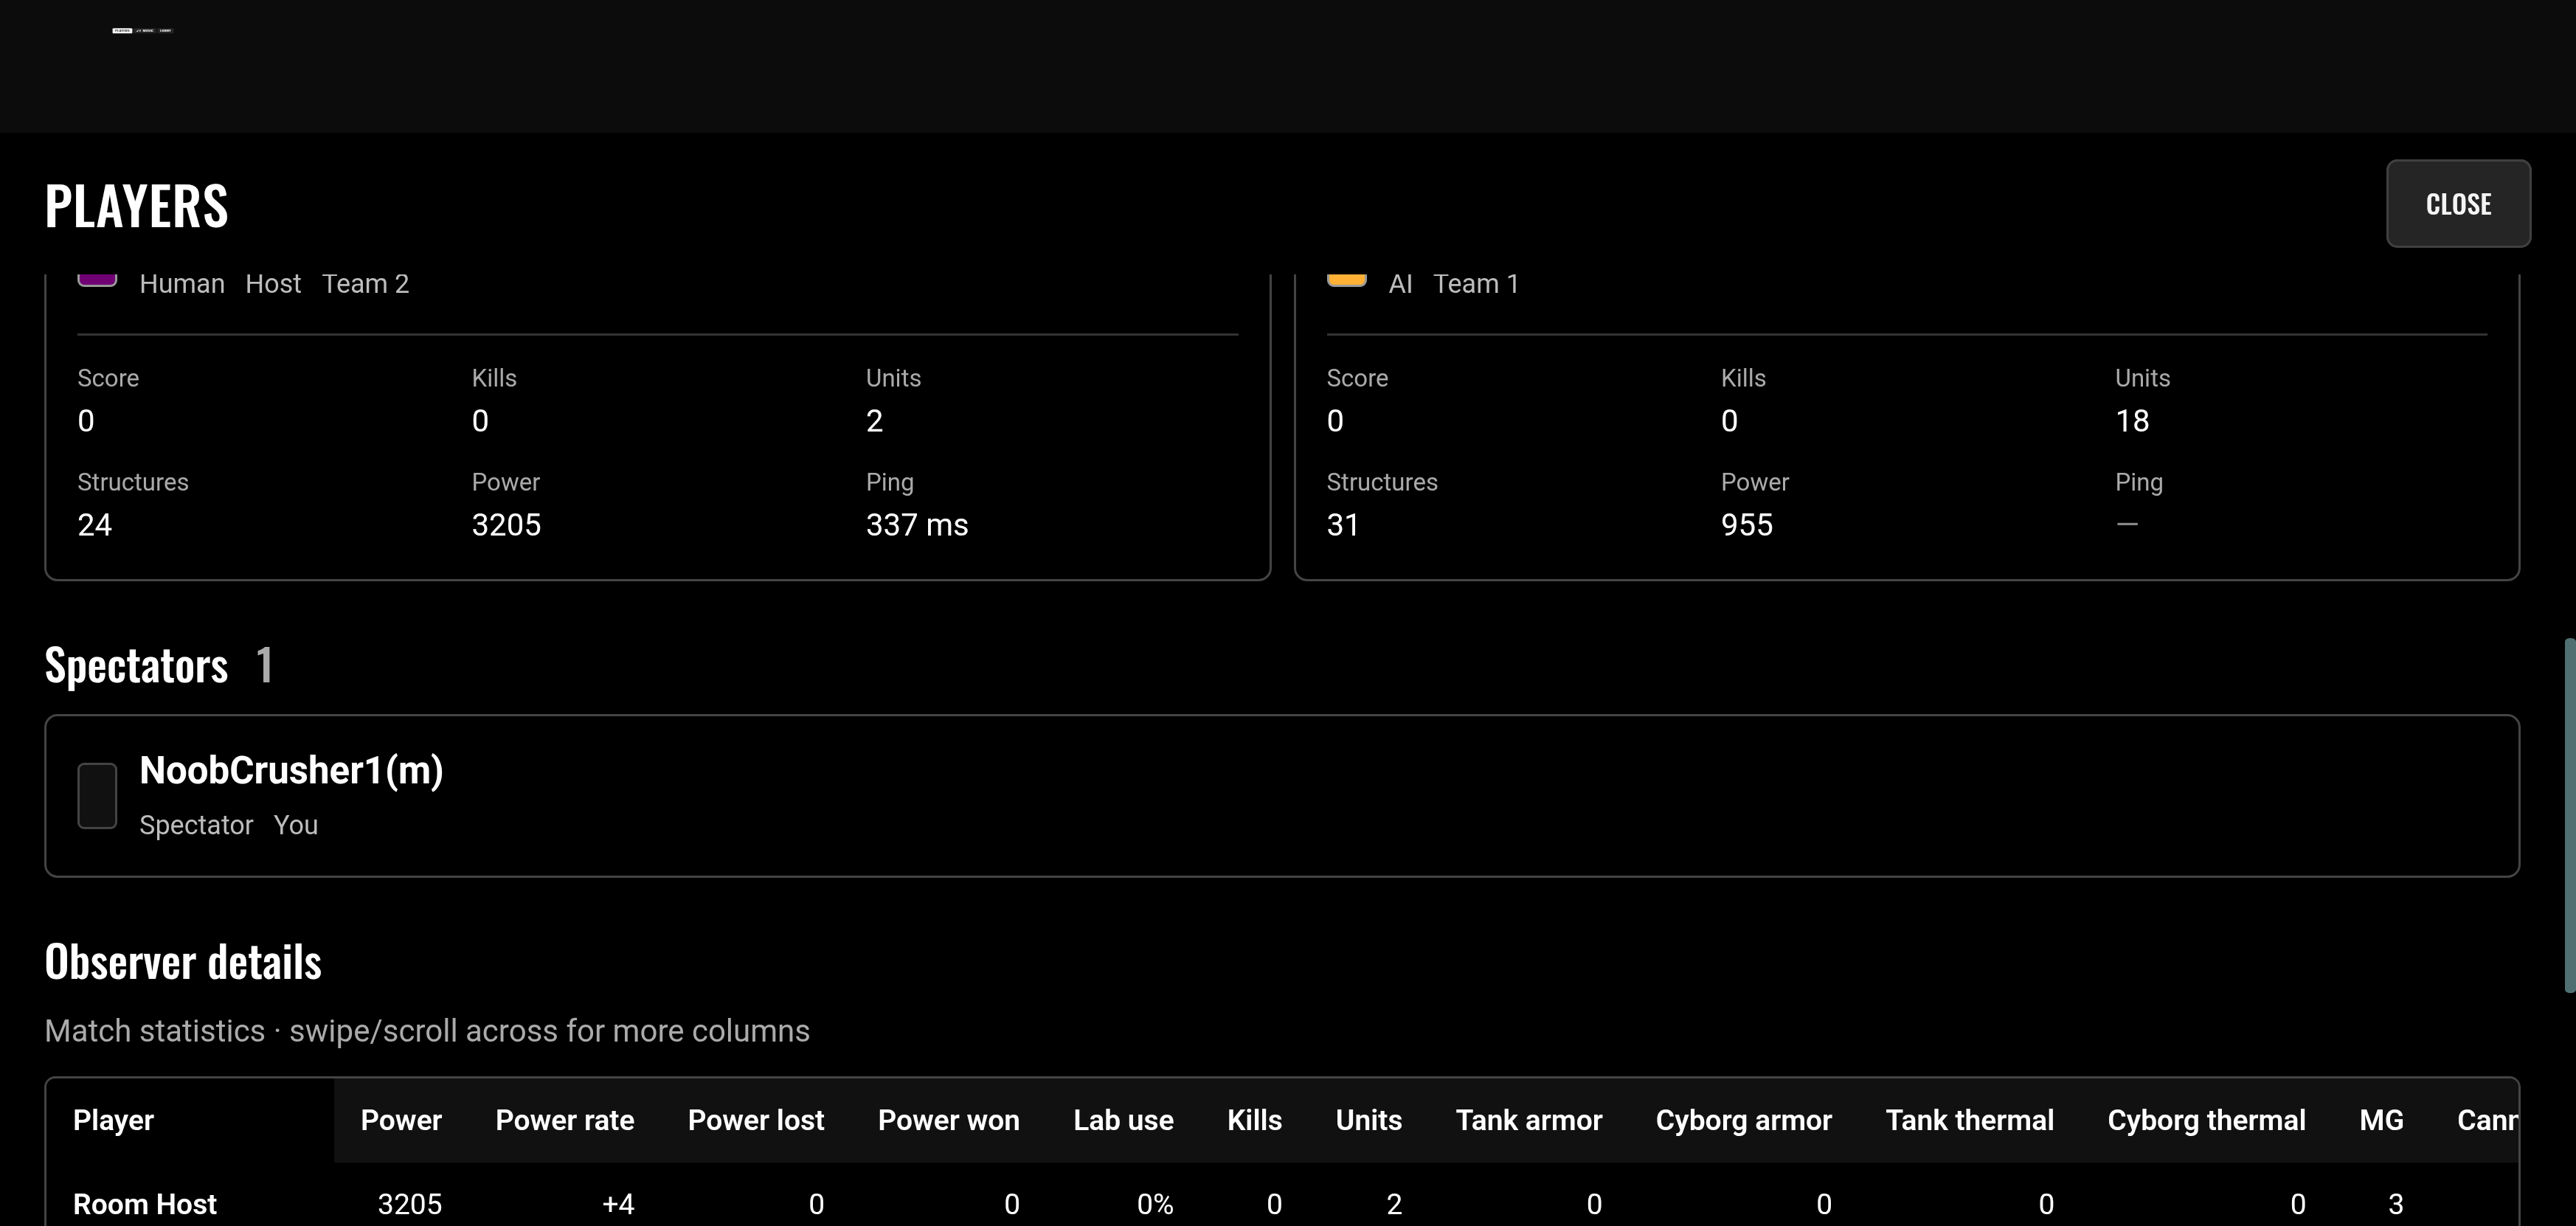 PLAYERS
PLAYERS
CLOSE
Human Host Team 2
AI Team 1
Score Kills Units
0 0 2
Structures Power Ping
24 3205 337 ms
Score Kills Units
0 0 18
Structures Power Ping
31 955 —
Spectators 1
NoobCrusher1(m)
Spectator You
Observer details
Match statistics · swipe/scroll across for more columns
Player Power Power rate Power lost Power won Lab use Kills Units Tank armor Cyborg armor Tank thermal Cyborg thermal MG Cann
Room Host 3205 +4 0 0 0% 0 2 0 0 0 0 3